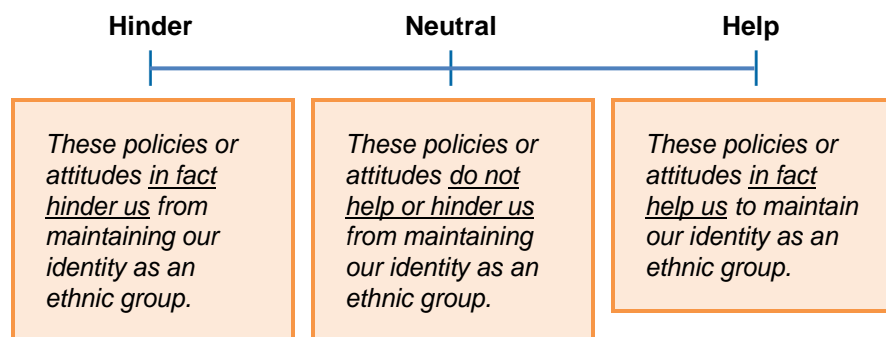 Hinder
Neutral
Help
These policies or
attitudes in fact
hinder us from
maintaining our
identity as an
ethnic group.
These policies or
attitudes do not
help or hinder us
from maintaining
our identity as an
ethnic group.
These policies or
attitudes in fact
help us to maintain
our identity as an
ethnic group.